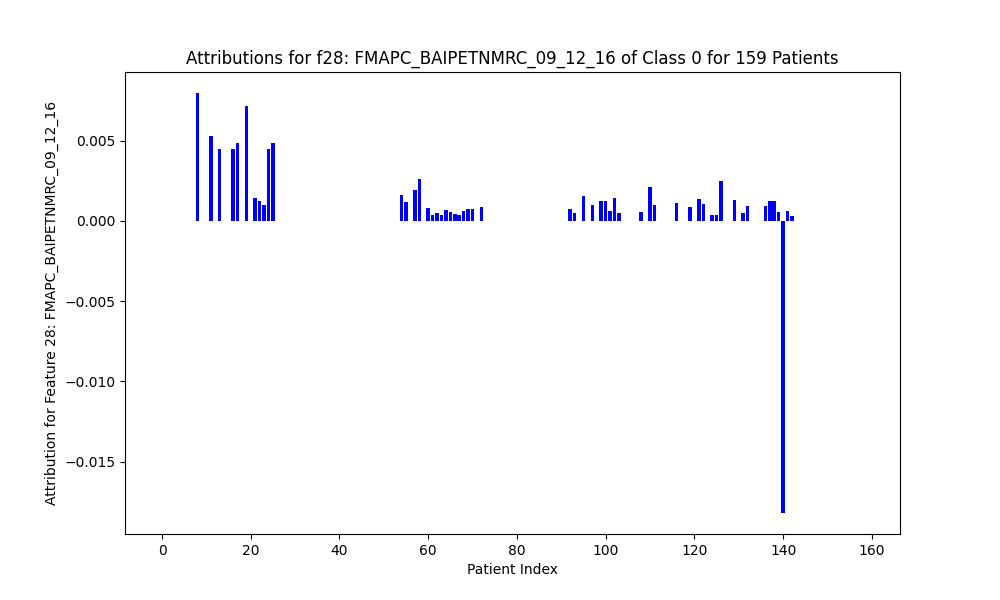 Attributions for f28: FMAPC_BAIPETNMRC_09_12_16 of Class 0 for 159 Patients
Attribution for Feature 28: FMAPC_BAIPETNMRC_09_12_16
0.005
0.000
−0.005
−0.010
−0.015
0 20 40 60 80 100 120 140 160
Patient Index